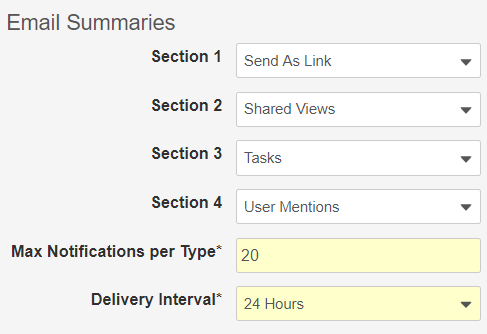 Email Summaries
Section 1 Send As Link
Section 2 Shared Views
Section 3 Tasks
Section 4 User Mentions
Max Notifications per Type* 20
Delivery Interval* 24 Hours